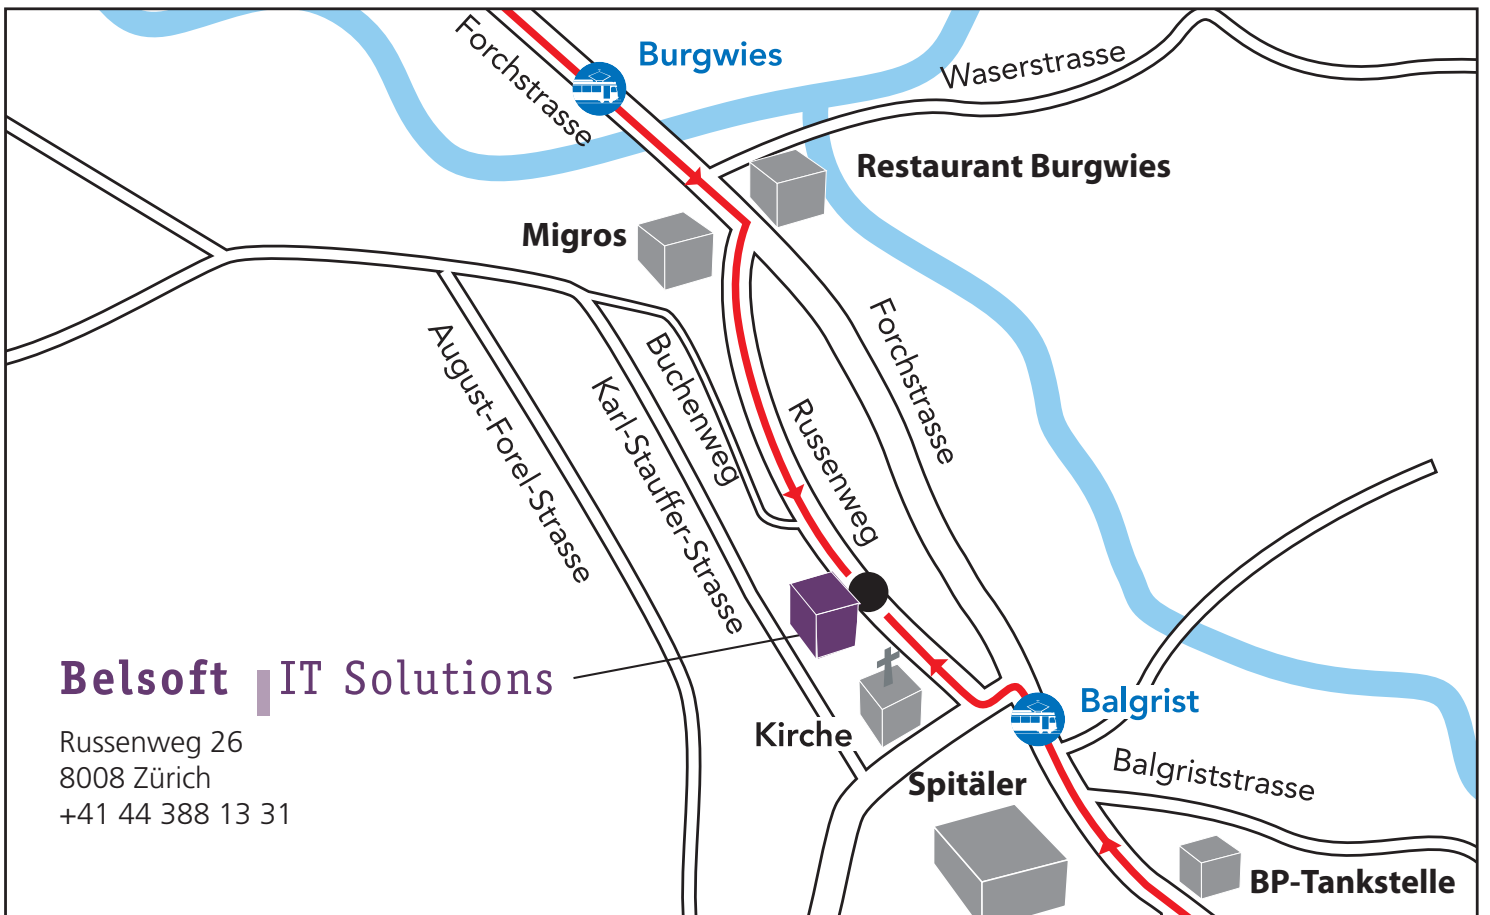 Burgwies
Forchstrasse
Waserstrasse
Restaurant Burgwies
Migros
Forchstrasse
August-Forel-Strasse
Buchenweg
Karl-Stauffer-Strasse
Russenweg
Belsoft IT Solutions
Russenweg 26
8008 Zürich
+41 44 388 13 31
Kirche
Balgrist
Spitäler
Balgriststrasse
BP-Tankstelle